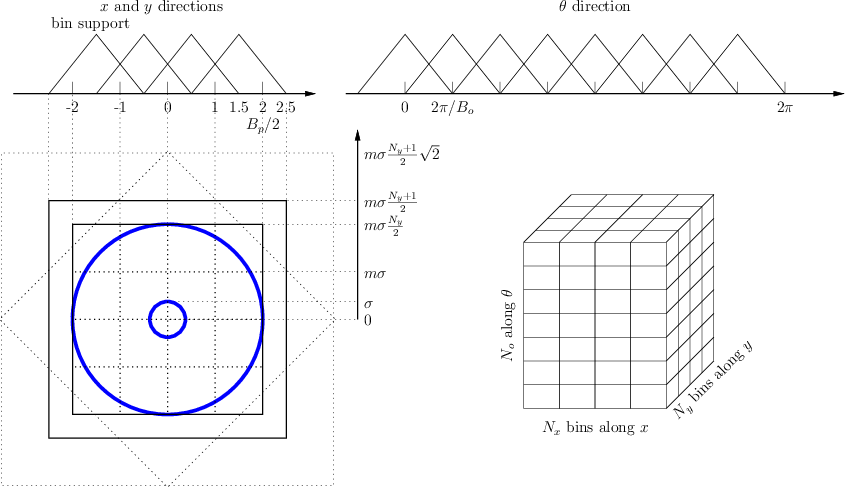 x and y directions
bin support
-2 -1 0 1 1.5 2 2.5
B_p/2
θ direction
0 2π/B_o 2π
mσ (N_y+1)/2 √2
mσ (N_y+1)/2
mσ N_y/2
mσ
σ
0
N_o along θ
N_x bins along x
N_y bins along y